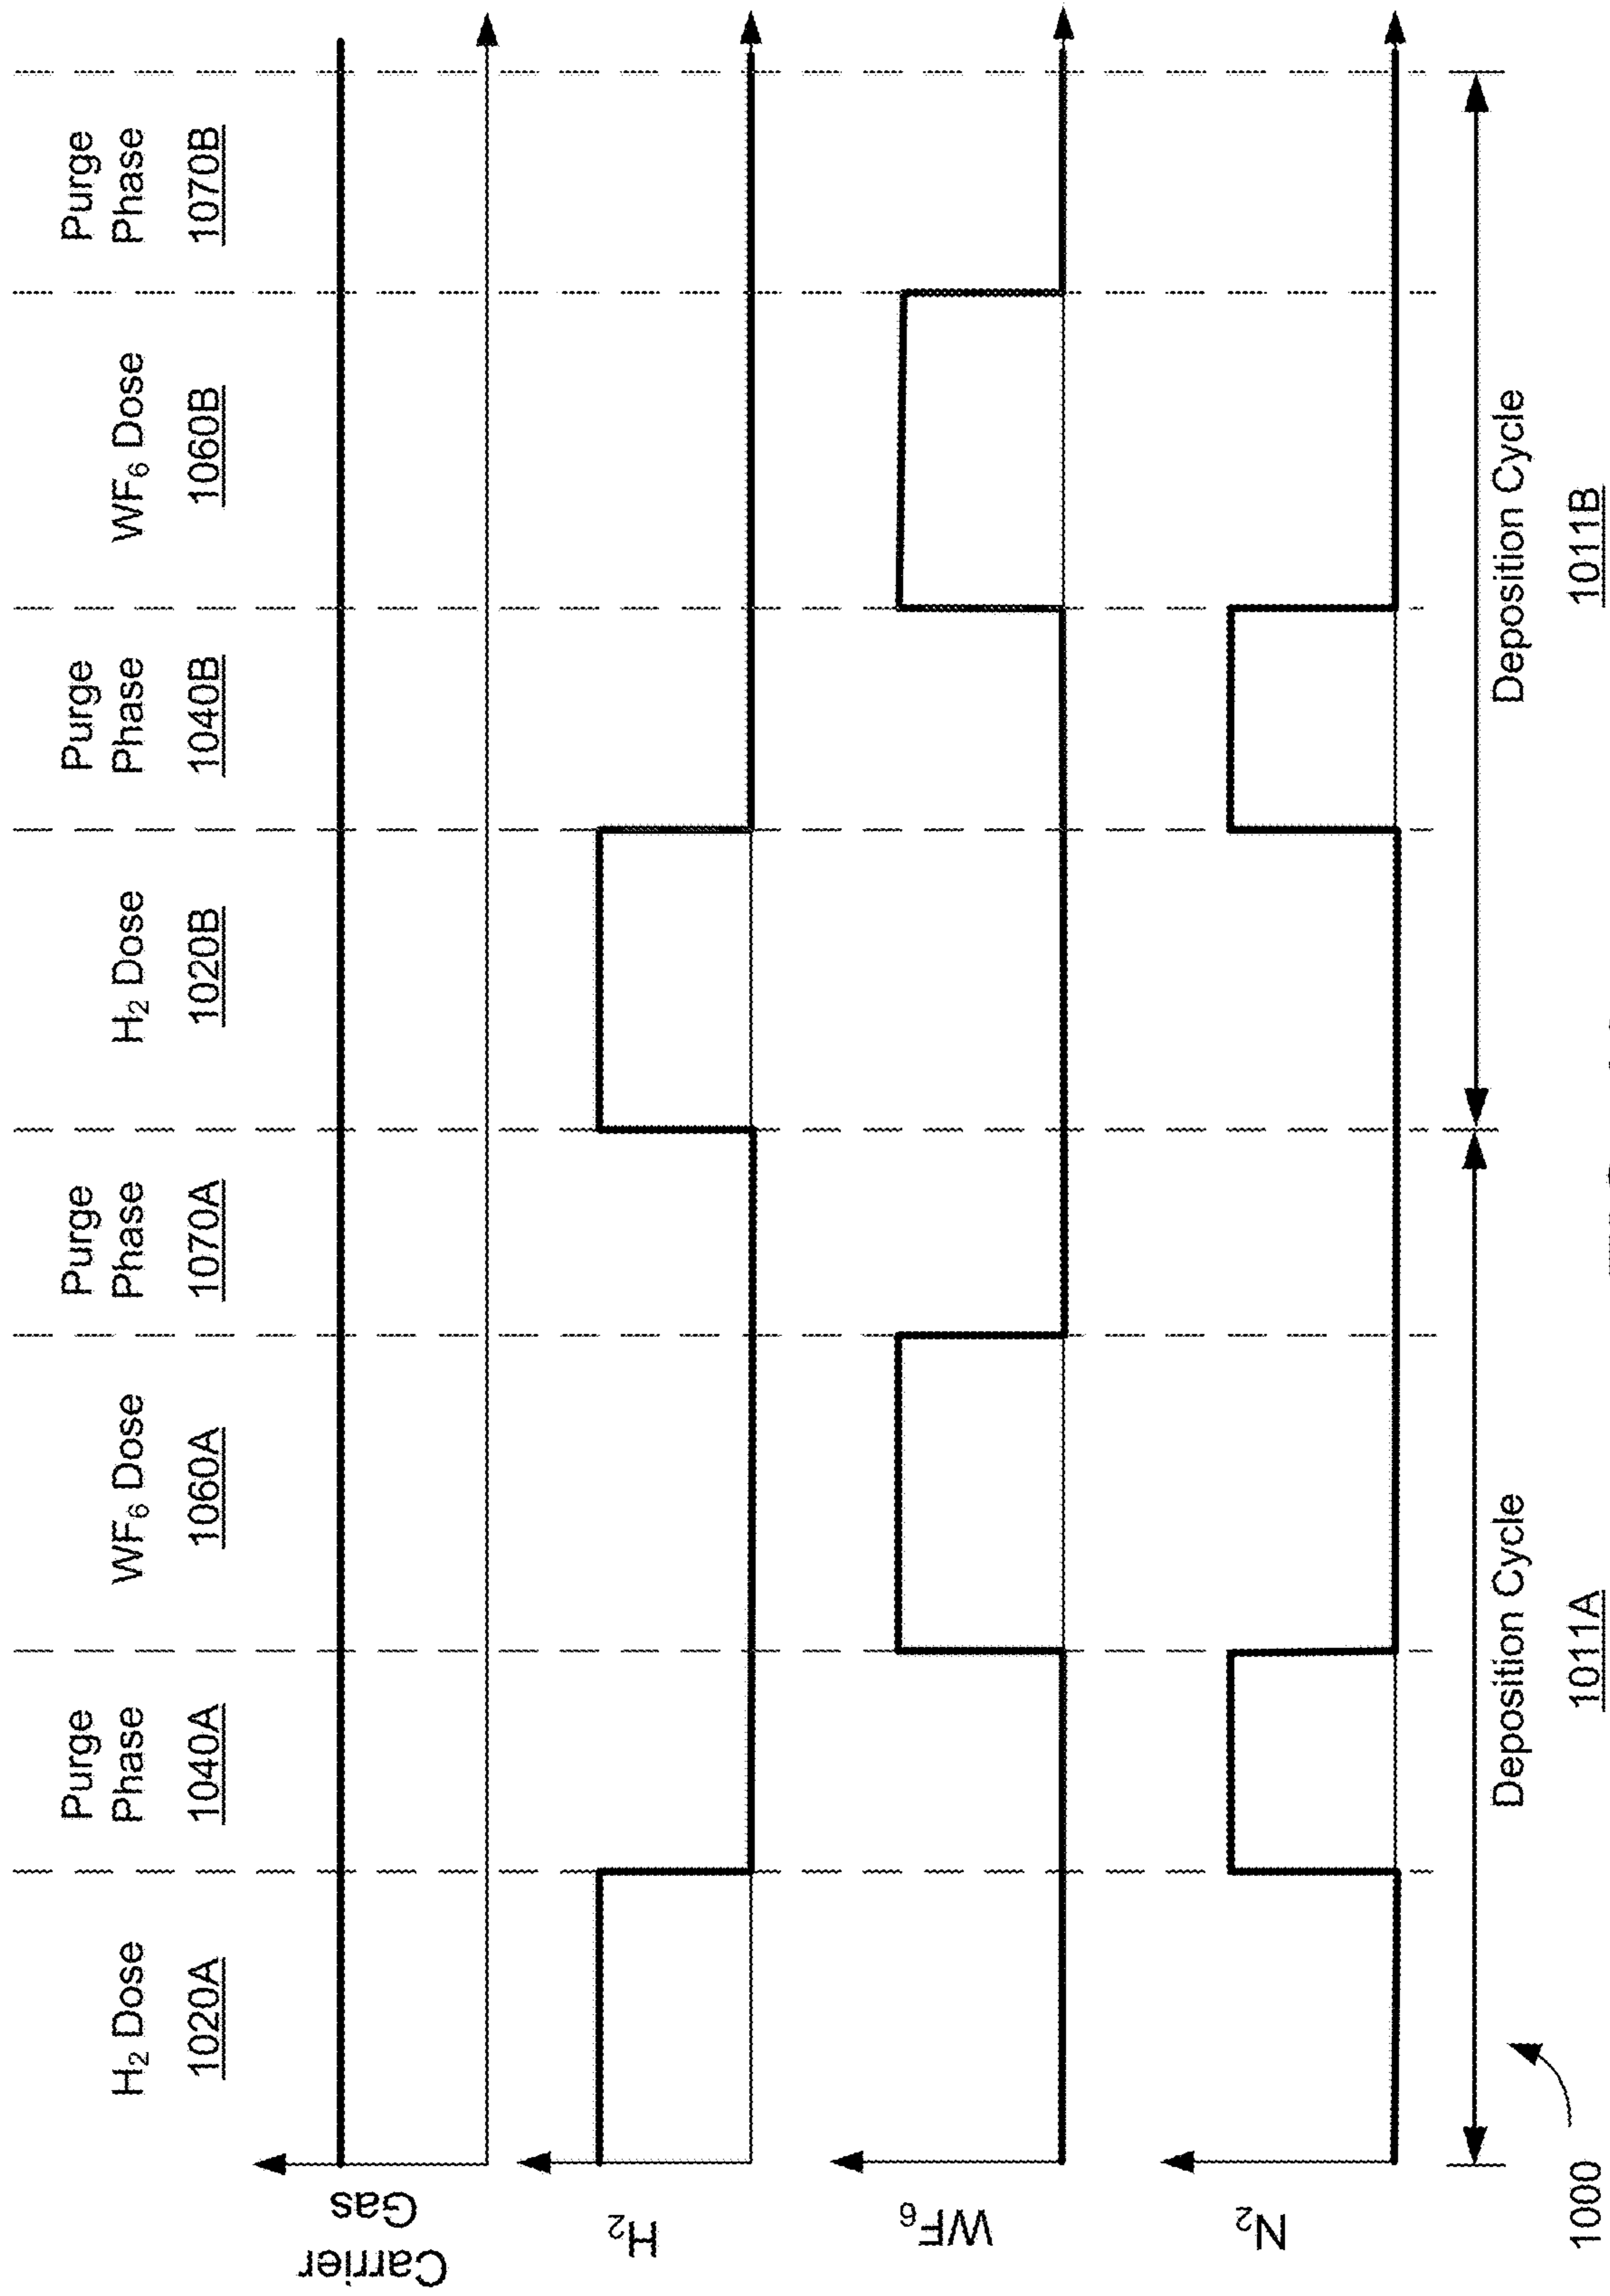 H₂ Dose
1020A
Purge
Phase
1040A
WF₆ Dose
1060A
Purge
Phase
1070A
H₂ Dose
1020B
Purge
Phase
1040B
WF₆ Dose
1060B
Purge
Phase
1070B
Carrier
Gas
H₂
WF₆
N₂
Deposition Cycle
1011A
Deposition Cycle
1011B
1000